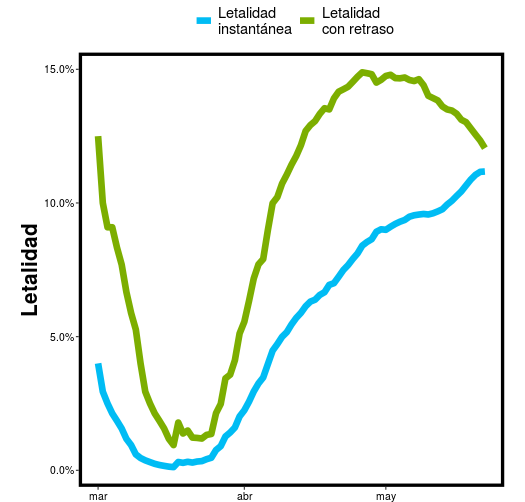 Letalidad
instantánea
Letalidad
con retraso
Letalidad
15.0%
10.0%
5.0%
0.0%
mar
abr
may